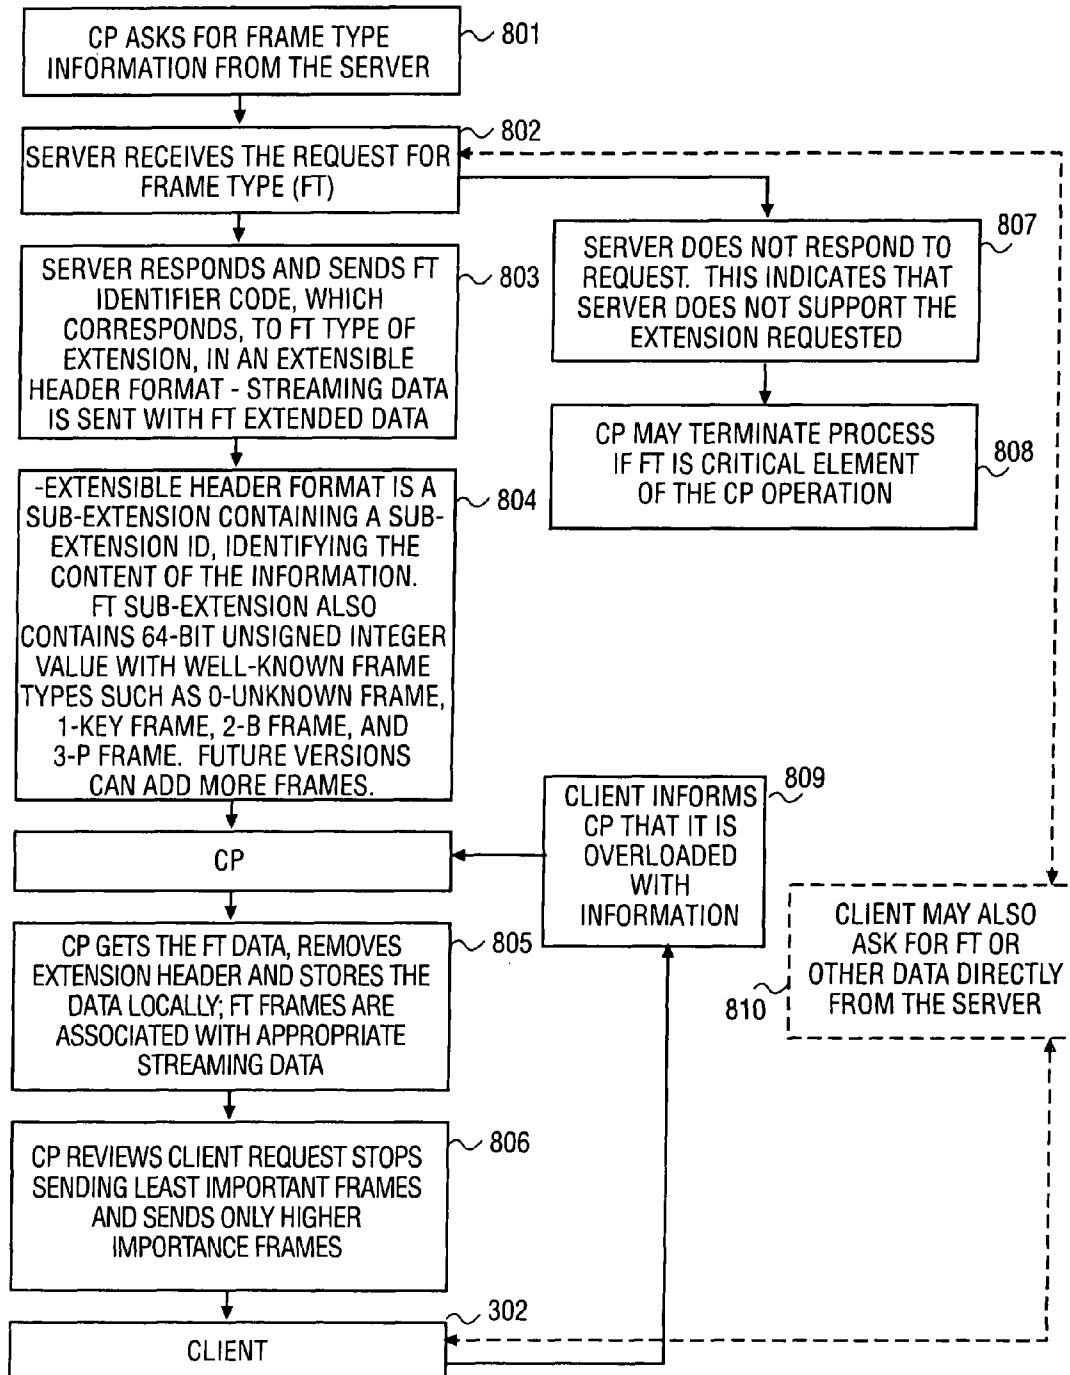 CP ASKS FOR FRAME TYPE
INFORMATION FROM THE SERVER
801
802
SERVER RECEIVES THE REQUEST FOR
FRAME TYPE (FT)
SERVER RESPONDS AND SENDS FT
IDENTIFIER CODE, WHICH
CORRESPONDS, TO FT TYPE OF
EXTENSION, IN AN EXTENSIBLE
HEADER FORMAT - STREAMING DATA
IS SENT WITH FT EXTENDED DATA
803
SERVER DOES NOT RESPOND TO
REQUEST. THIS INDICATES THAT
SERVER DOES NOT SUPPORT THE
EXTENSION REQUESTED
807
CP MAY TERMINATE PROCESS
IF FT IS CRITICAL ELEMENT
OF THE CP OPERATION
808
-EXTENSIBLE HEADER FORMAT IS A
SUB-EXTENSION CONTAINING A SUB-
EXTENSION ID, IDENTIFYING THE
CONTENT OF THE INFORMATION.
FT SUB-EXTENSION ALSO
CONTAINS 64-BIT UNSIGNED INTEGER
VALUE WITH WELL-KNOWN FRAME
TYPES SUCH AS 0-UNKNOWN FRAME,
1-KEY FRAME, 2-B FRAME, AND
3-P FRAME. FUTURE VERSIONS
CAN ADD MORE FRAMES.
804
CP
CLIENT INFORMS
CP THAT IT IS
OVERLOADED
WITH
INFORMATION
809
CLIENT MAY ALSO
ASK FOR FT OR
OTHER DATA DIRECTLY
FROM THE SERVER
810
CP GETS THE FT DATA, REMOVES
EXTENSION HEADER AND STORES THE
DATA LOCALLY; FT FRAMES ARE
ASSOCIATED WITH APPROPRIATE
STREAMING DATA
805
CP REVIEWS CLIENT REQUEST STOPS
SENDING LEAST IMPORTANT FRAMES
AND SENDS ONLY HIGHER
IMPORTANCE FRAMES
806
302
CLIENT